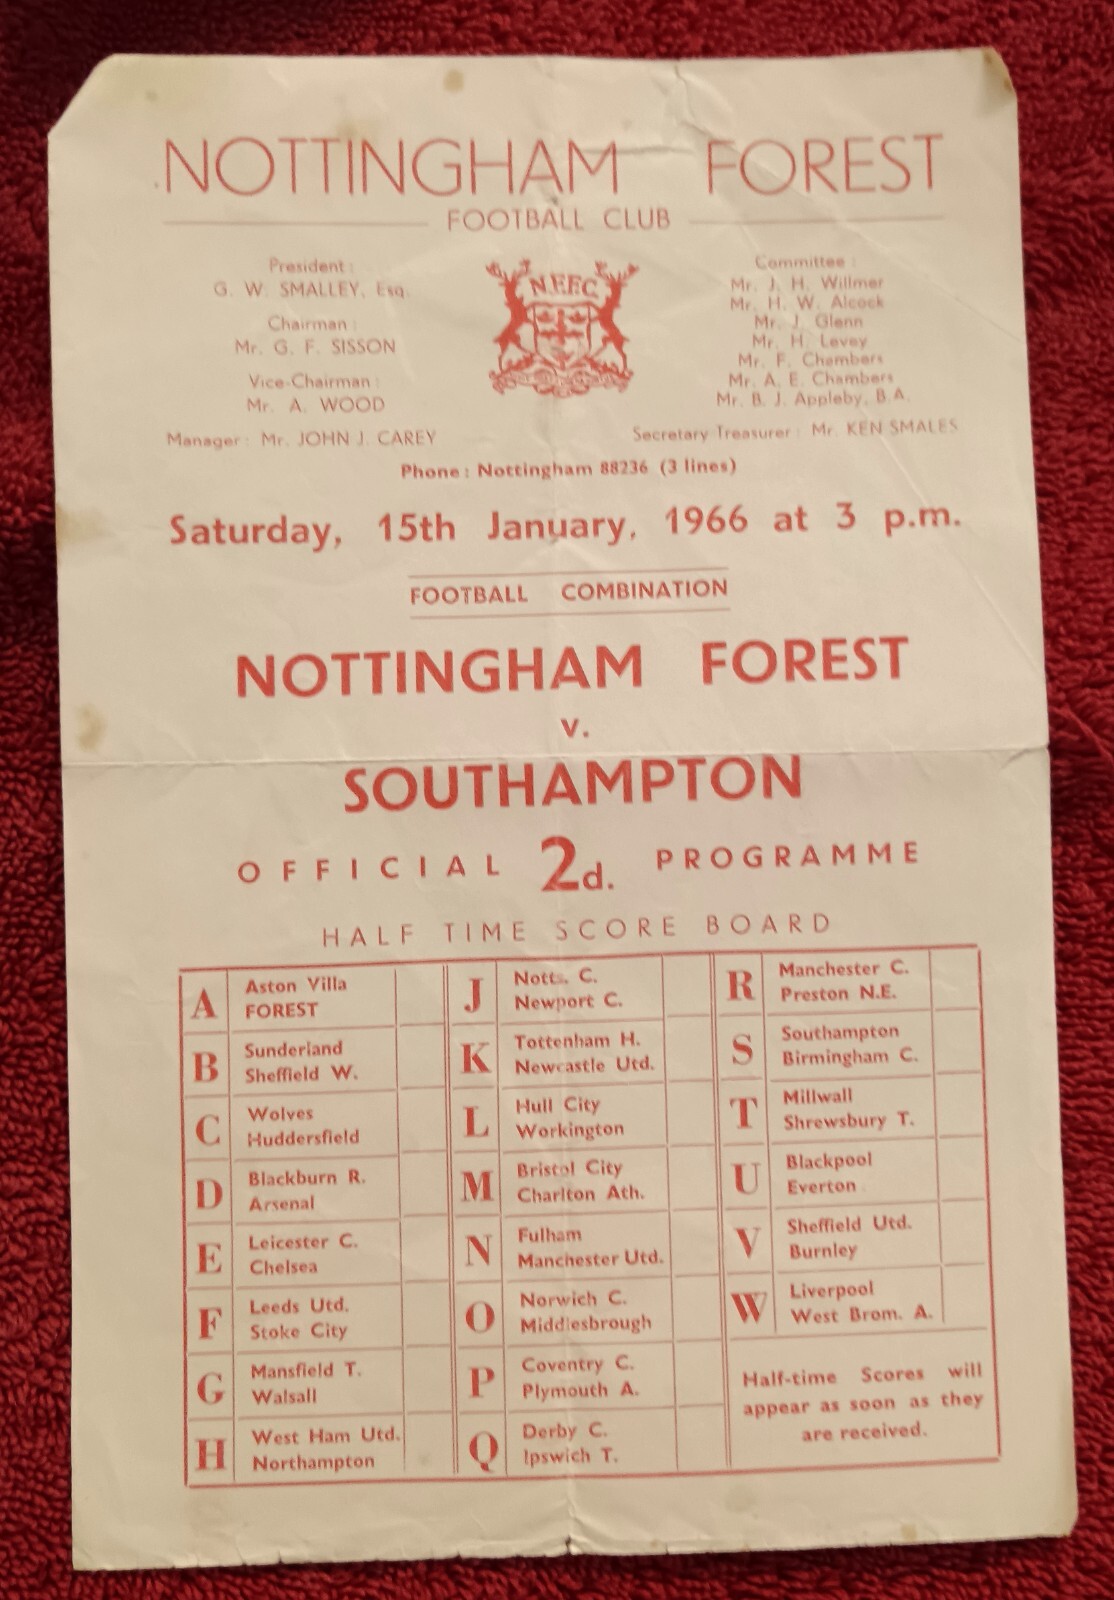 NOTTINGHAM FOREST
FOOTBALL CLUB
President :
G. W. SMALLEY, Esq.
Chairman :
Mr. G. F. SISSON
Vice-Chairman :
Mr. A. WOOD
Manager : Mr. JOHN J. CAREY
N.F.F.C
Committee :
Mr. J. H. Willmer
Mr. H. W. Alcock
Mr. J. Glenn
Mr. H. Levey
Mr. F. Chambers
Mr. A. E. Chambers
Mr. B. J. Appleby, B.A.
Secretary Treasurer : Mr. KEN SMALES
Phone : Nottingham 88236 (3 lines)
Saturday, 15th January, 1966 at 3 p.m.
FOOTBALL COMBINATION
NOTTINGHAM FOREST
v.
SOUTHAMPTON
OFFICIAL 2d. PROGRAMME
HALF TIME SCORE BOARD
A
Aston Villa
FOREST
B
Sunderland
Sheffield W.
C
Wolves
Huddersfield
D
Blackburn R.
Arsenal
E
Leicester C.
Chelsea
F
Leeds Utd.
Stoke City
G
Mansfield T.
Walsall
H
West Ham Utd.
Northampton
J
Notts. C.
Newport C.
K
Tottenham H.
Newcastle Utd.
L
Hull City
Workington
M
Bristol City
Charlton Ath.
N
Fulham
Manchester Utd.
O
Norwich C.
Middlesbrough
P
Coventry C.
Plymouth A.
Q
Derby C.
Ipswich T.
R
Manchester C.
Preston N.E.
S
Southampton
Birmingham C.
T
Millwall
Shrewsbury T.
U
Blackpool
Everton
V
Sheffield Utd.
Burnley
W
Liverpool
West Brom. A.
Half-time Scores will
appear as soon as they
are received.